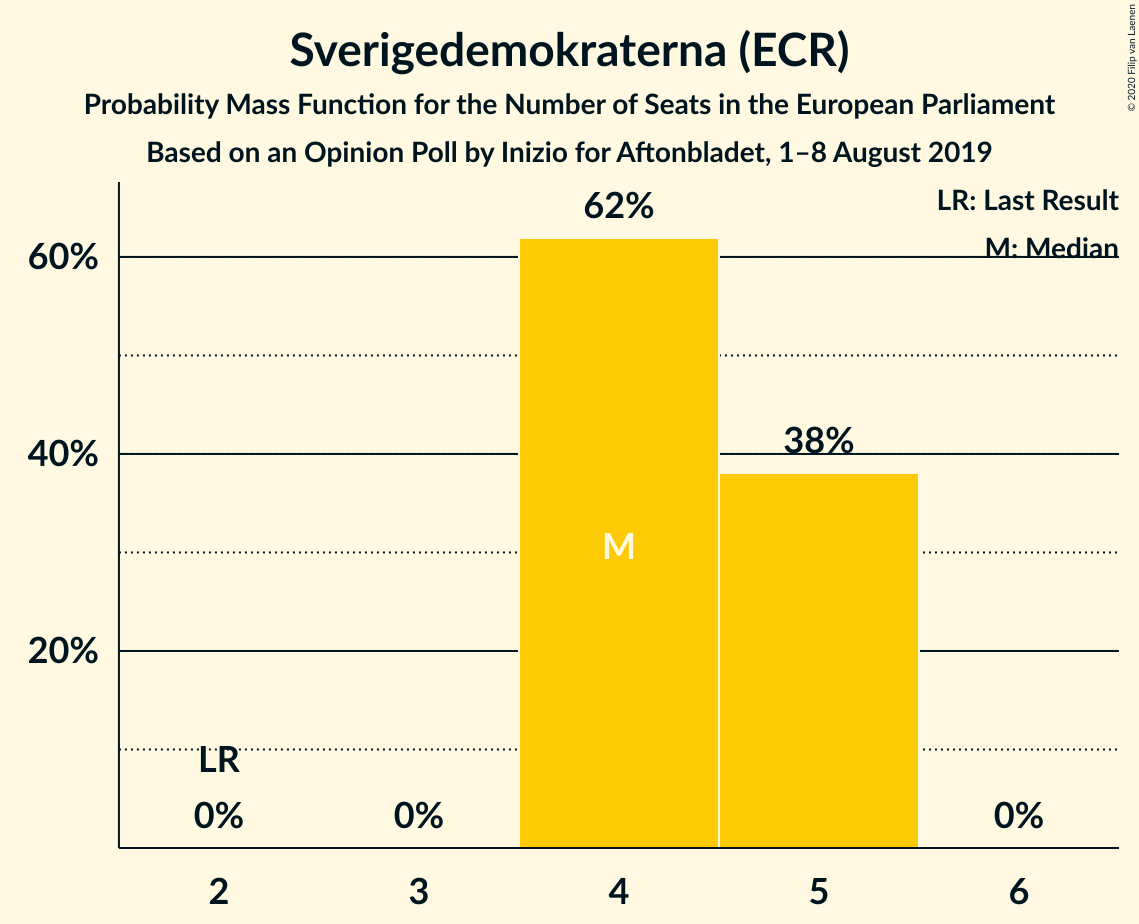 Sverigedemokraterna (ECR)
Probability Mass Function for the Number of Seats in the European Parliament
Based on an Opinion Poll by Inizio for Aftonbladet, 1–8 August 2019
© 2020 Filip van Laenen
LR: Last Result
M: Median
62%
60%
38%
40%
M
20%
LR
0%
0%
0%
2
3
4
5
6